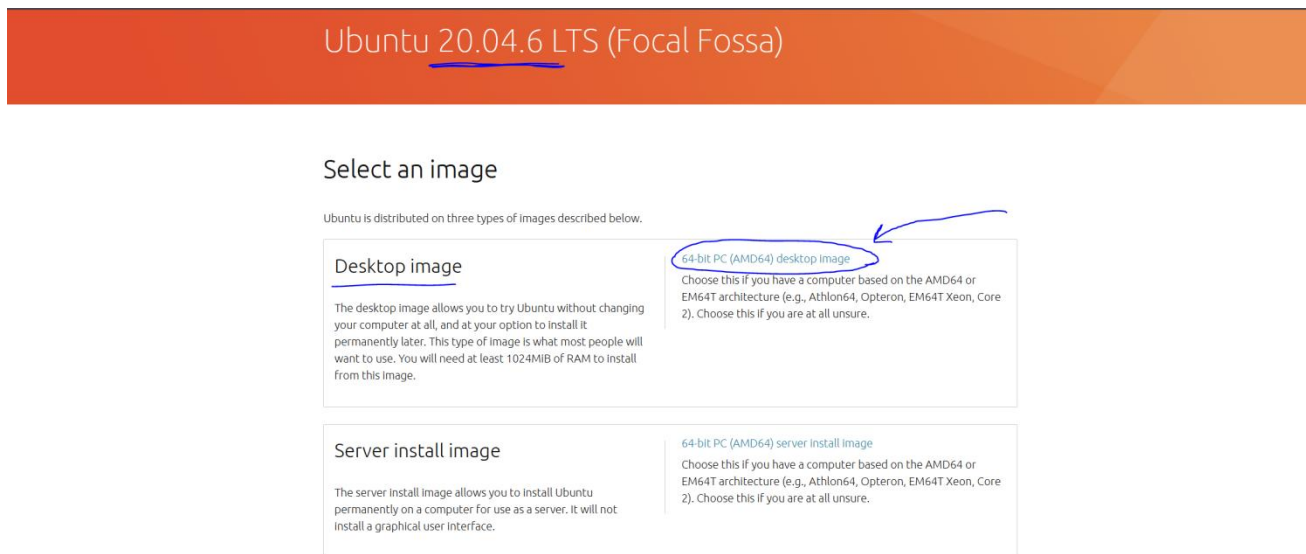 Ubuntu 20.04.6 LTS (Focal Fossa)
Select an image
Ubuntu is distributed on three types of images described below.
Desktop image
The desktop image allows you to try Ubuntu without changing
your computer at all, and at your option to install it
permanently later. This type of image is what most people will
want to use. You will need at least 1024MiB of RAM to install
from this image.
64-bit PC (AMD64) desktop image
Choose this if you have a computer based on the AMD64 or
EM64T architecture (e.g., Athlon64, Opteron, EM64T Xeon, Core
2). Choose this if you are at all unsure.
Server install image
The server install image allows you to install Ubuntu
permanently on a computer for use as a server. It will not
install a graphical user interface.
64-bit PC (AMD64) server install image
Choose this if you have a computer based on the AMD64 or
EM64T architecture (e.g., Athlon64, Opteron, EM64T Xeon, Core
2). Choose this if you are at all unsure.